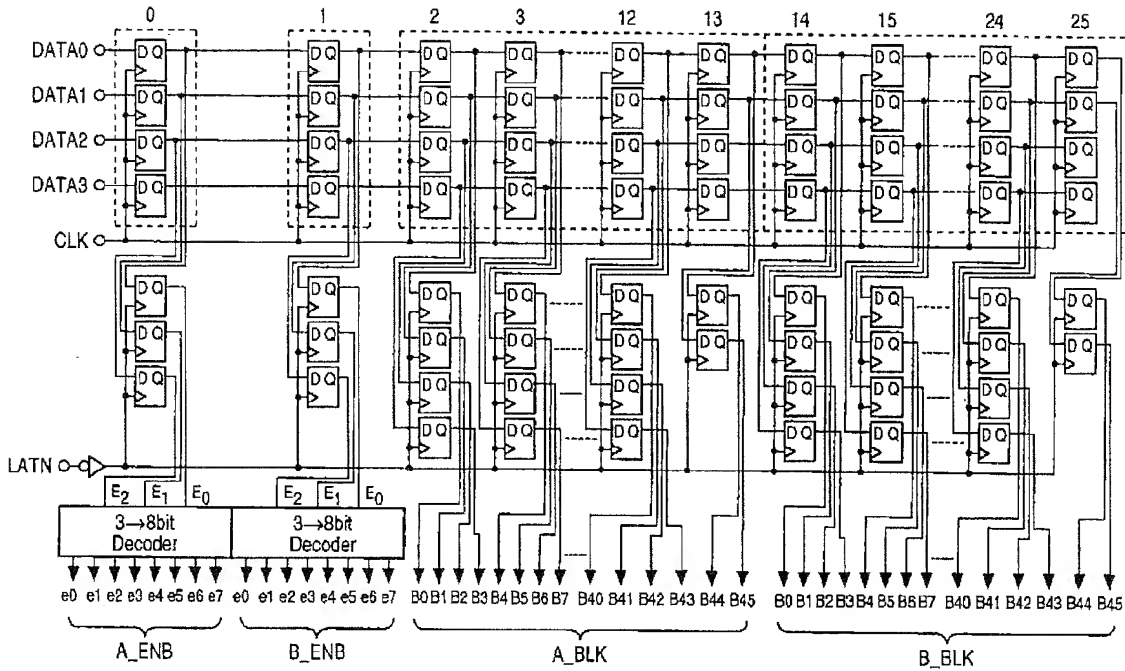 0 1 2 3 12 13 14 15 24 25
DATA0 D Q D Q D Q D Q D Q D Q D Q D Q D Q D Q
DATA1 D Q D Q D Q D Q D Q D Q D Q D Q D Q D Q
DATA2 D Q D Q D Q D Q D Q D Q D Q D Q D Q D Q
DATA3 D Q D Q D Q D Q D Q D Q D Q D Q D Q D Q
CLK
D Q D Q D Q D Q D Q D Q D Q D Q D Q D Q
D Q D Q D Q D Q D Q D Q D Q D Q D Q D Q
D Q D Q D Q D Q D Q D Q D Q D Q
D Q D Q D Q D Q D Q D Q
LATN
E2 E1 E0 E2 E1 E0
3→8bit Decoder 3→8bit Decoder
e0 e1 e2 e3 e4 e5 e6 e7 e0 e1 e2 e3 e4 e5 e6 e7 B0 B1 B2 B3 B4 B5 B6 B7 B40 B41 B42 B43 B44 B45 B0 B1 B2 B3 B4 B5 B6 B7 B40 B41 B42 B43 B44 B45
A_ENB B_ENB A_BLK B_BLK